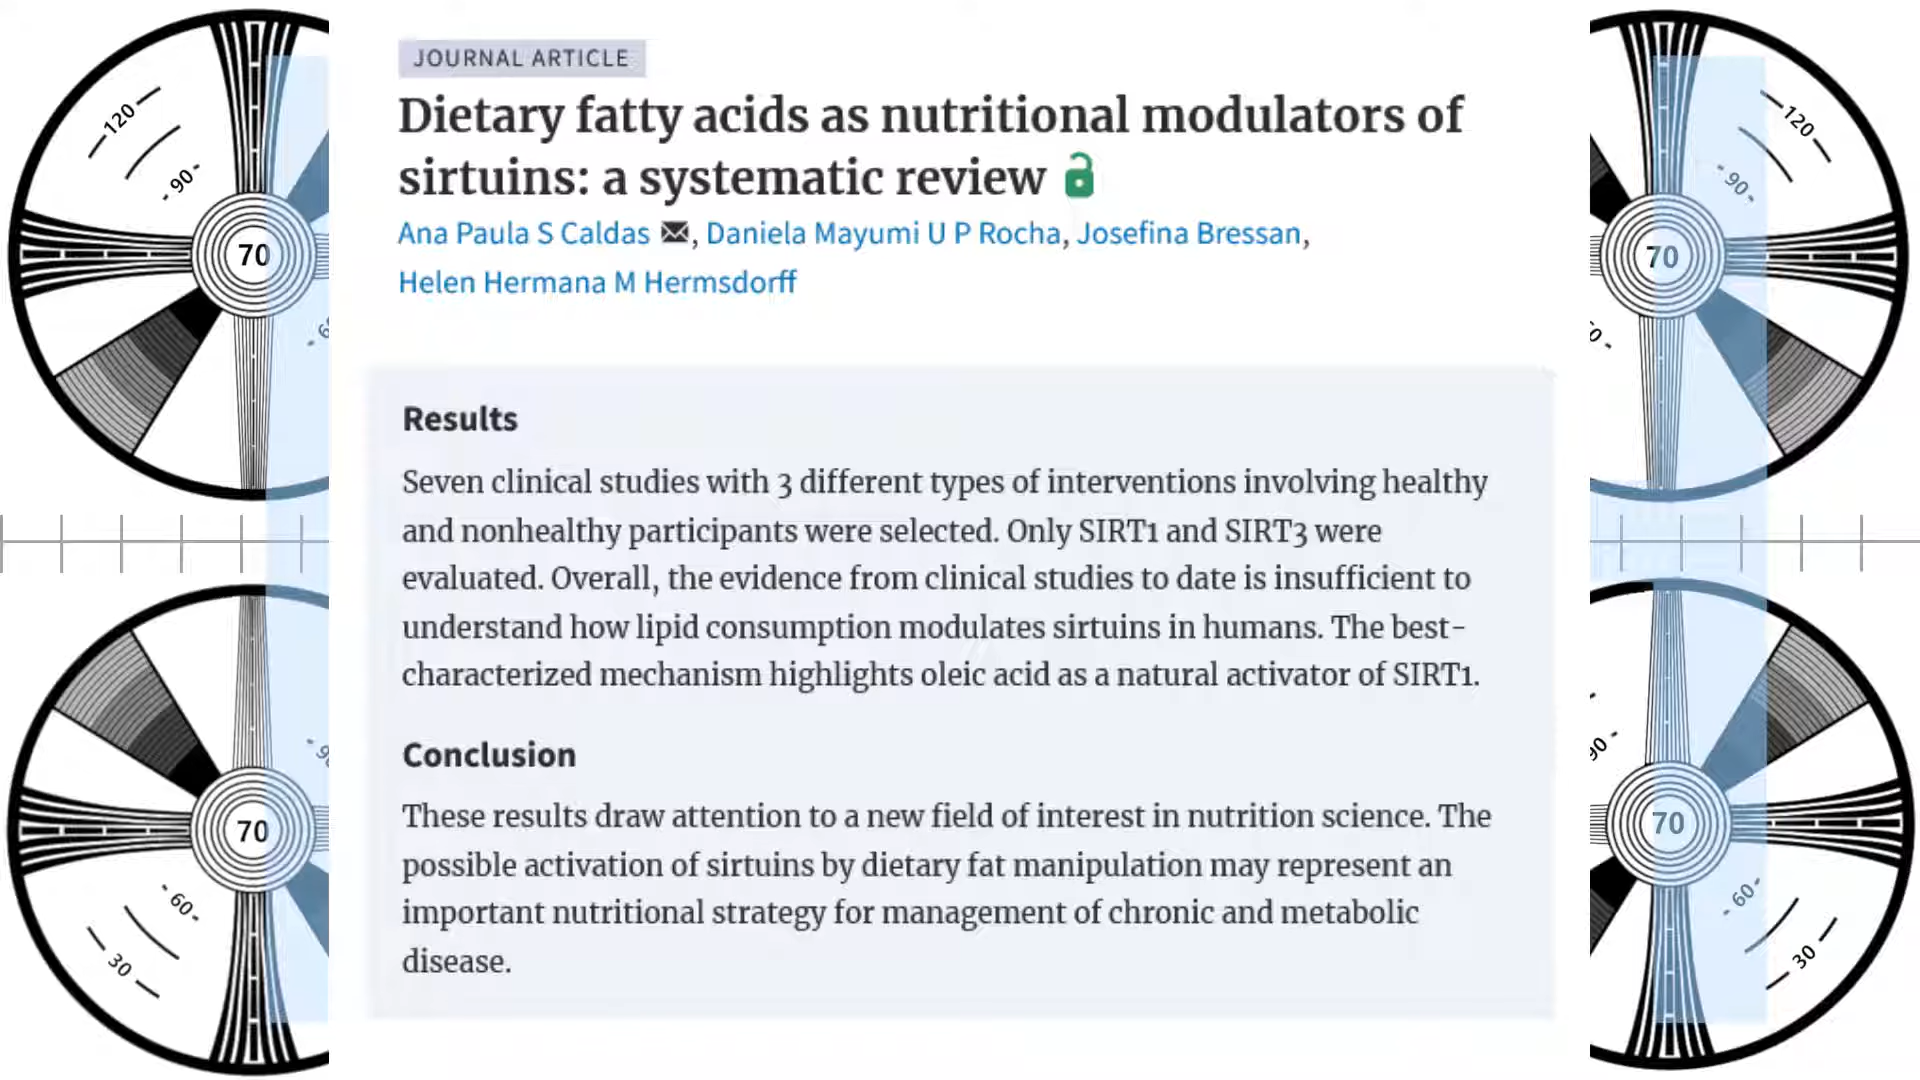 JOURNAL ARTICLE
Dietary fatty acids as nutritional modulators of
sirtuins: a systematic review
Ana Paula S Caldas, Daniela Mayumi U P Rocha, Josefina Bressan,
Helen Hermana M Hermsdorff
Results
Seven clinical studies with 3 different types of interventions involving healthy
and nonhealthy participants were selected. Only SIRT1 and SIRT3 were
evaluated. Overall, the evidence from clinical studies to date is insufficient to
understand how lipid consumption modulates sirtuins in humans. The best-
characterized mechanism highlights oleic acid as a natural activator of SIRT1.
Conclusion
These results draw attention to a new field of interest in nutrition science. The
possible activation of sirtuins by dietary fat manipulation may represent an
important nutritional strategy for management of chronic and metabolic
disease.
120
- 90 -
70
120
- 90 -
70
70
- 60 -
30
70
- 60 -
30